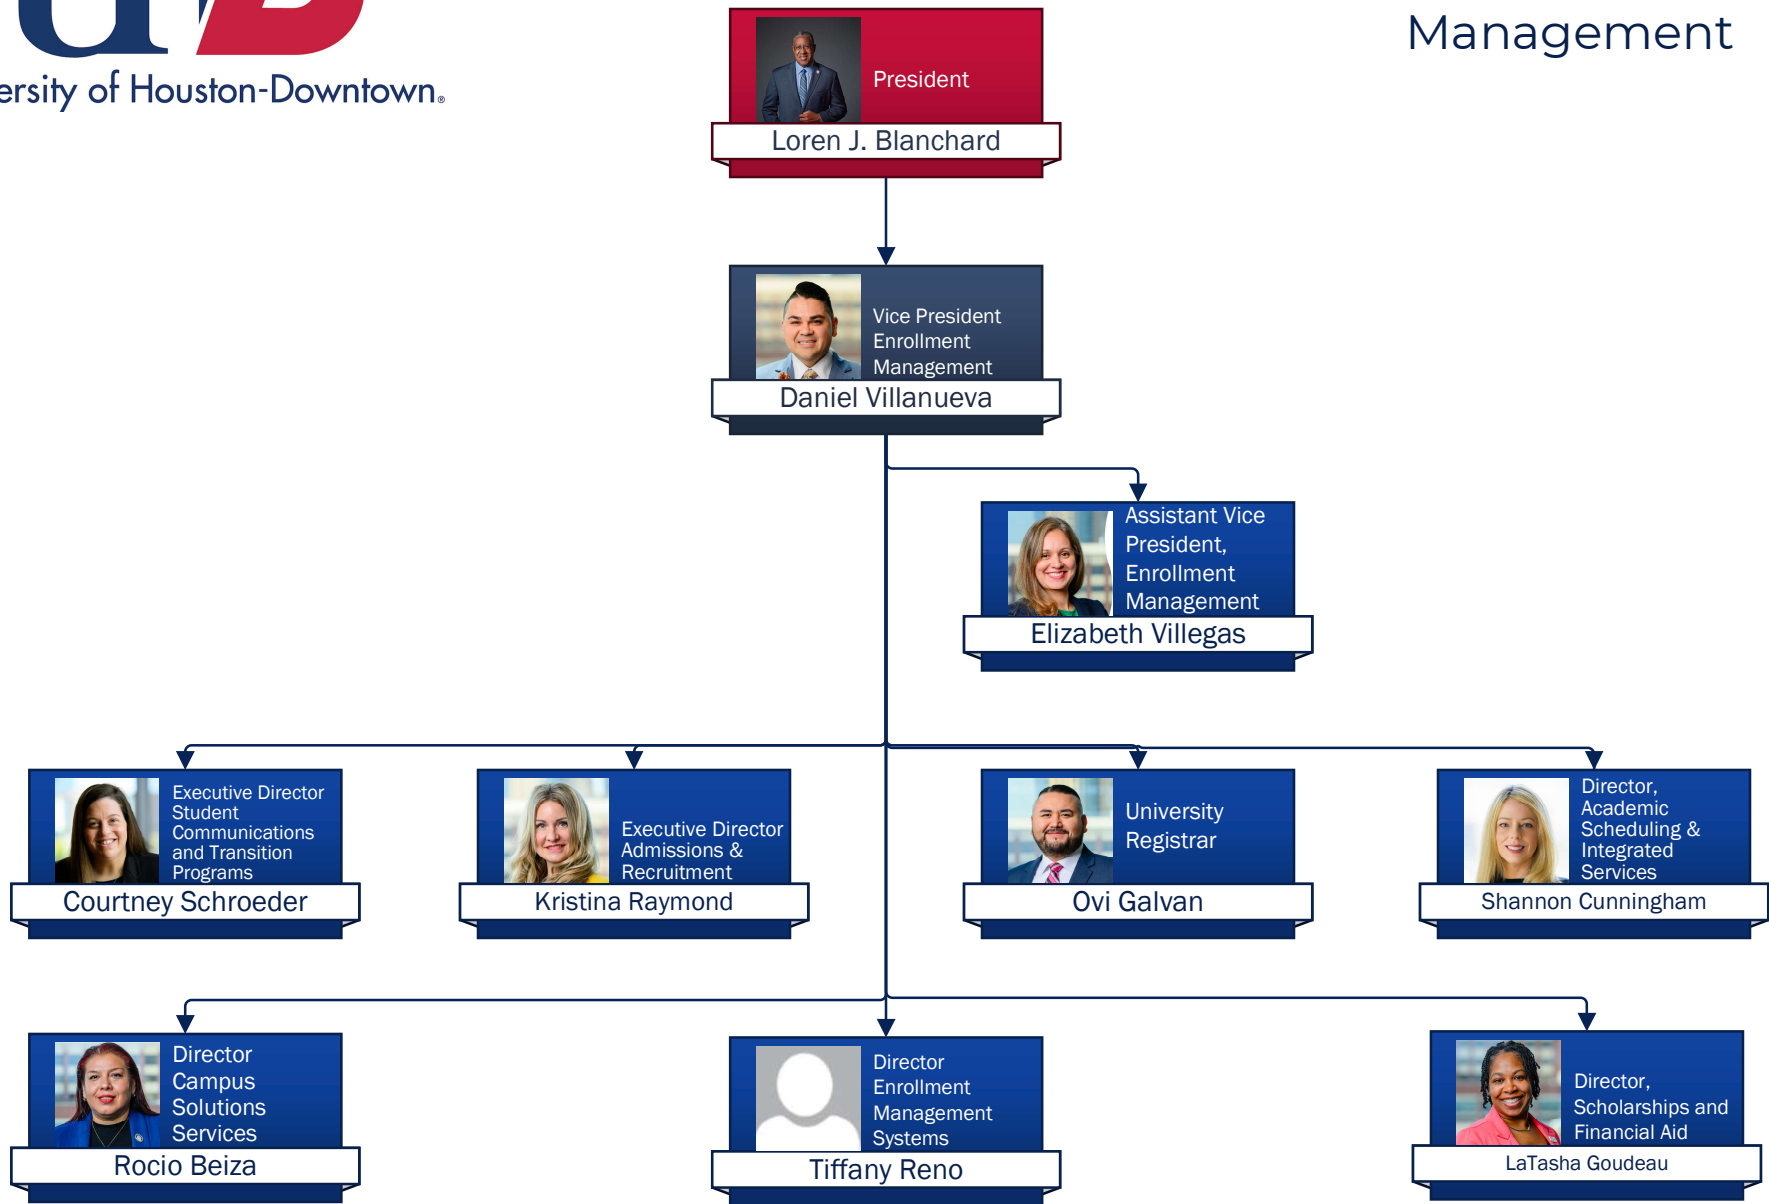 Management
ersity of Houston-Downtown®
President
Loren J. Blanchard
Vice President
Enrollment
Management
Daniel Villanueva
Assistant Vice
President,
Enrollment
Management
Elizabeth Villegas
Executive Director
Student
Communications
and Transition
Programs
Courtney Schroeder
Executive Director
Admissions &
Recruitment
Kristina Raymond
University
Registrar
Ovi Galvan
Director,
Academic
Scheduling &
Integrated
Services
Shannon Cunningham
Director
Campus
Solutions
Services
Rocio Beiza
Director
Enrollment
Management
Systems
Tiffany Reno
Director,
Scholarships and
Financial Aid
LaTasha Goudeau